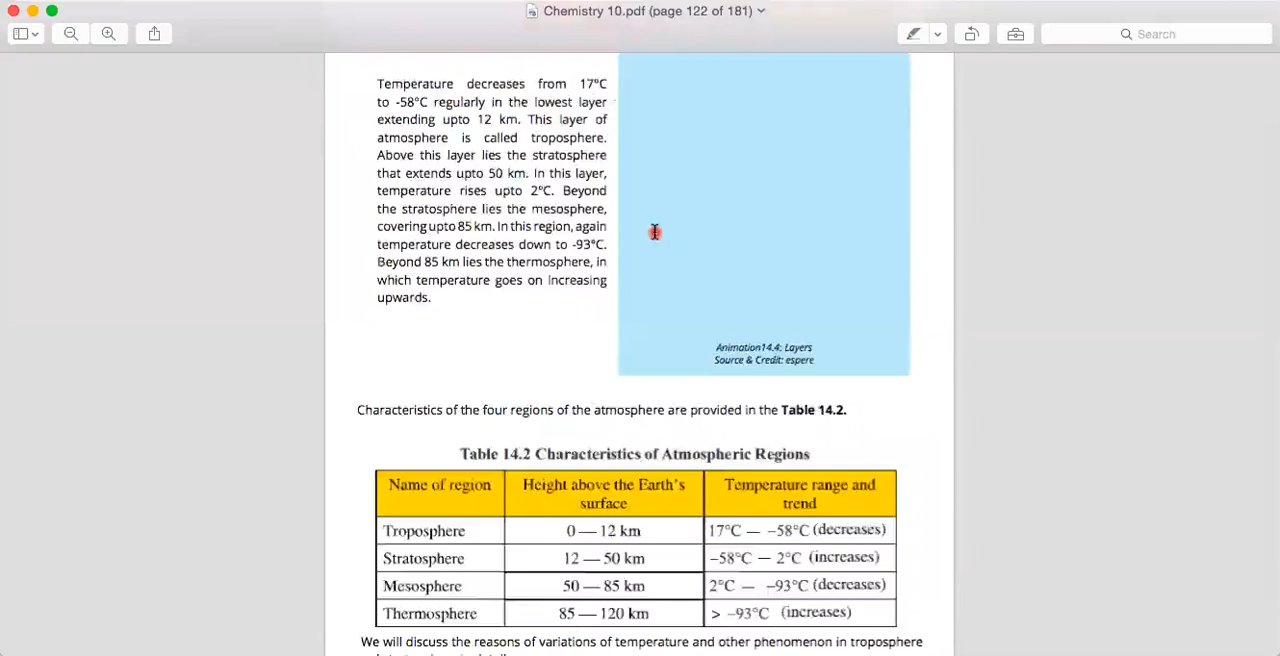 Chemistry 10.pdf (page 122 of 181)
Search
Temperature decreases from 17°C
to -58°C regularly in the lowest layer
extending upto 12 km. This layer of
atmosphere is called troposphere.
Above this layer lies the stratosphere
that extends upto 50 km. In this layer,
temperature rises upto 2°C. Beyond
the stratosphere lies the mesosphere,
covering upto 85 km. In this region, again
temperature decreases down to -93°C.
Beyond 85 km lies the thermosphere, in
which temperature goes on increasing
upwards.
Animation14.4: Layers
Source & Credit: espere
Characteristics of the four regions of the atmosphere are provided in the Table 14.2.
Table 14.2 Characteristics of Atmospheric Regions
Name of region Height above the Earth's surface Temperature range and trend
Troposphere 0 — 12 km 17°C — −58°C (decreases)
Stratosphere 12 — 50 km −58°C — 2°C (increases)
Mesosphere 50 — 85 km 2°C — −93°C (decreases)
Thermosphere 85 — 120 km > −93°C (increases)
We will discuss the reasons of variations of temperature and other phenomenon in troposphere